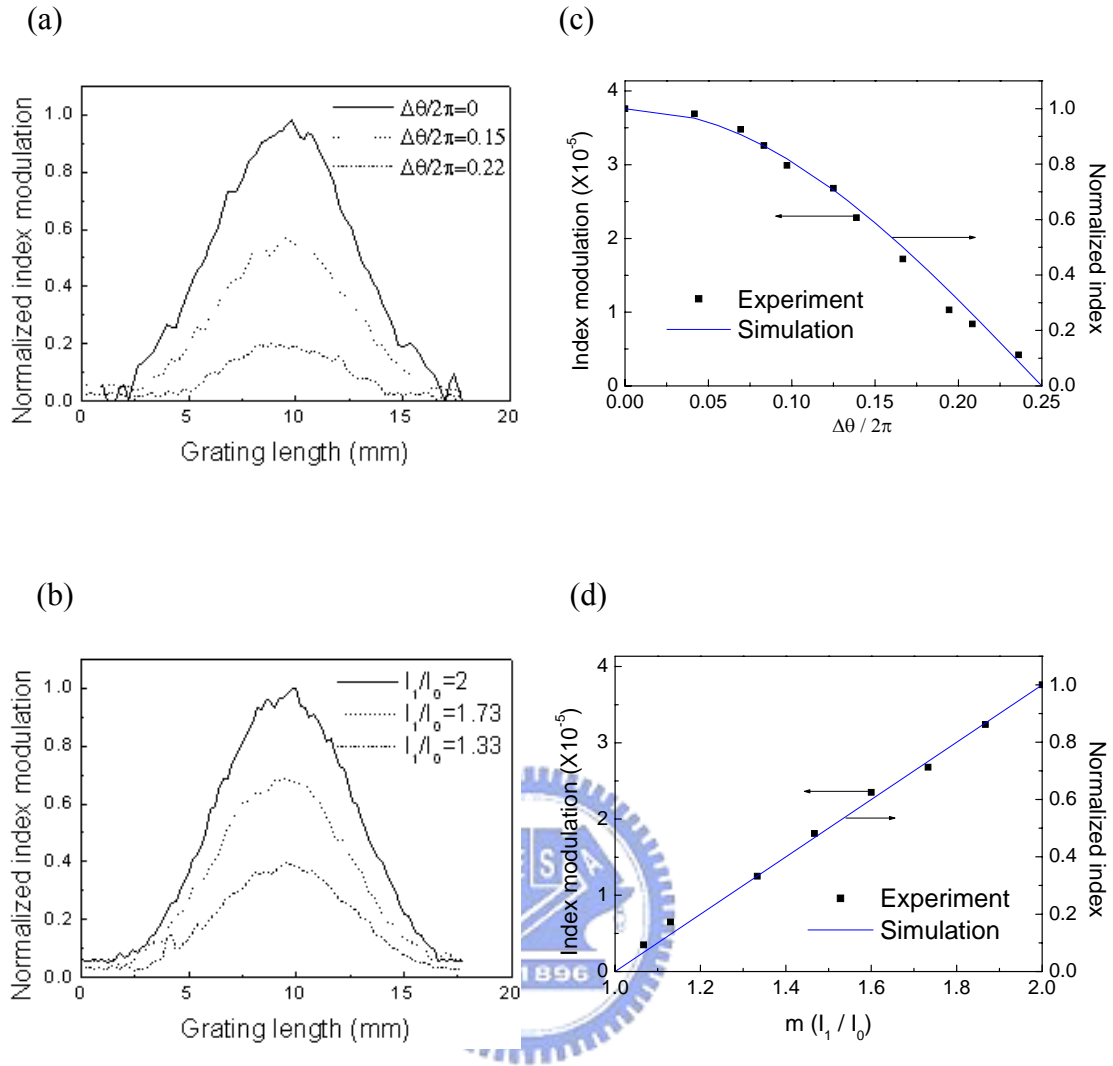 (a)
Normalized index modulation
1.0
0.8
0.6
0.4
0.2
0.0
0 5 10 15 20
Grating length (mm)
Δθ/2π=0
Δθ/2π=0.15
Δθ/2π=0.22
(c)
Index modulation (X10⁻⁵)
4
3
2
1
0
0.00 0.05 0.10 0.15 0.20 0.25
Δθ / 2π
Normalized index
1.0
0.8
0.6
0.4
0.2
0.0
Experiment
Simulation
(b)
Normalized index modulation
1.0
0.8
0.6
0.4
0.2
0.0
0 5 10 15 20
Grating length (mm)
I₁/I₀=2
I₁/I₀=1.73
I₁/I₀=1.33
(d)
Index modulation (X10⁻⁵)
4
3
2
1
0
1.0 1.2 1.4 1.6 1.8 2.0
m (I₁ / I₀)
Normalized index
1.0
0.8
0.6
0.4
0.2
0.0
Experiment
Simulation
E S A
1896